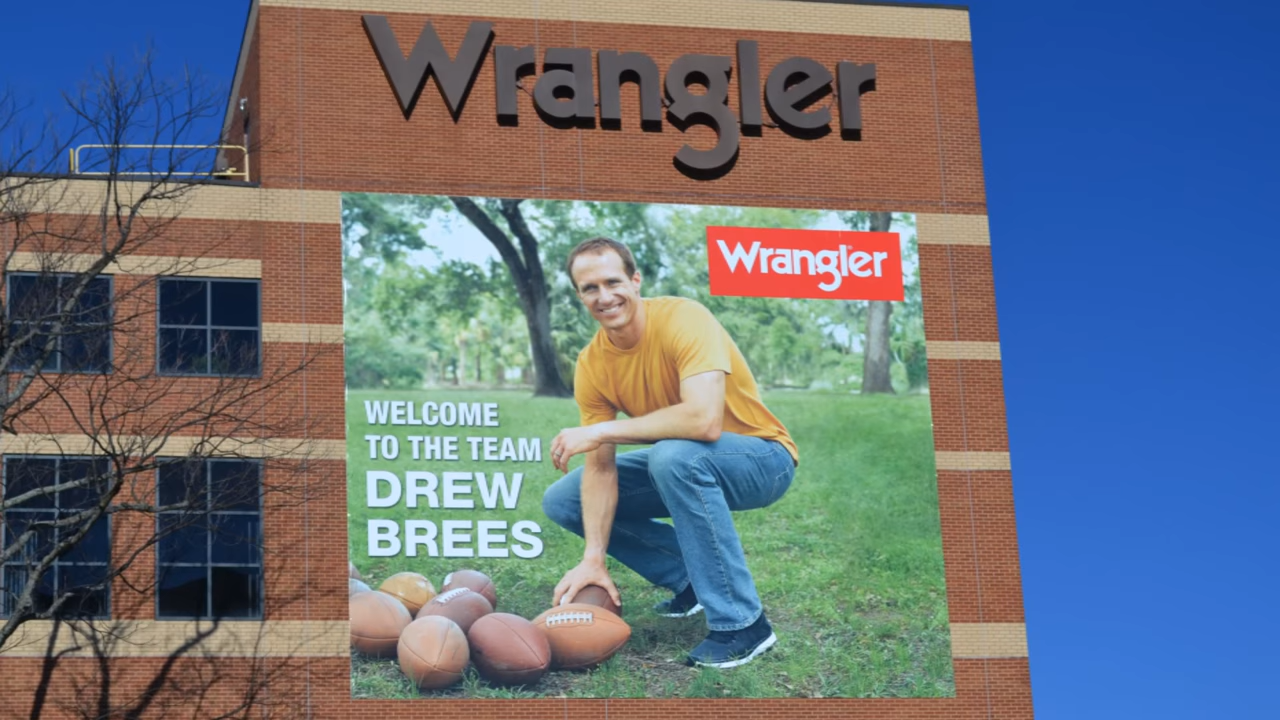 Wrangler
Wrangler
WELCOME
TO THE TEAM
DREW
BREES